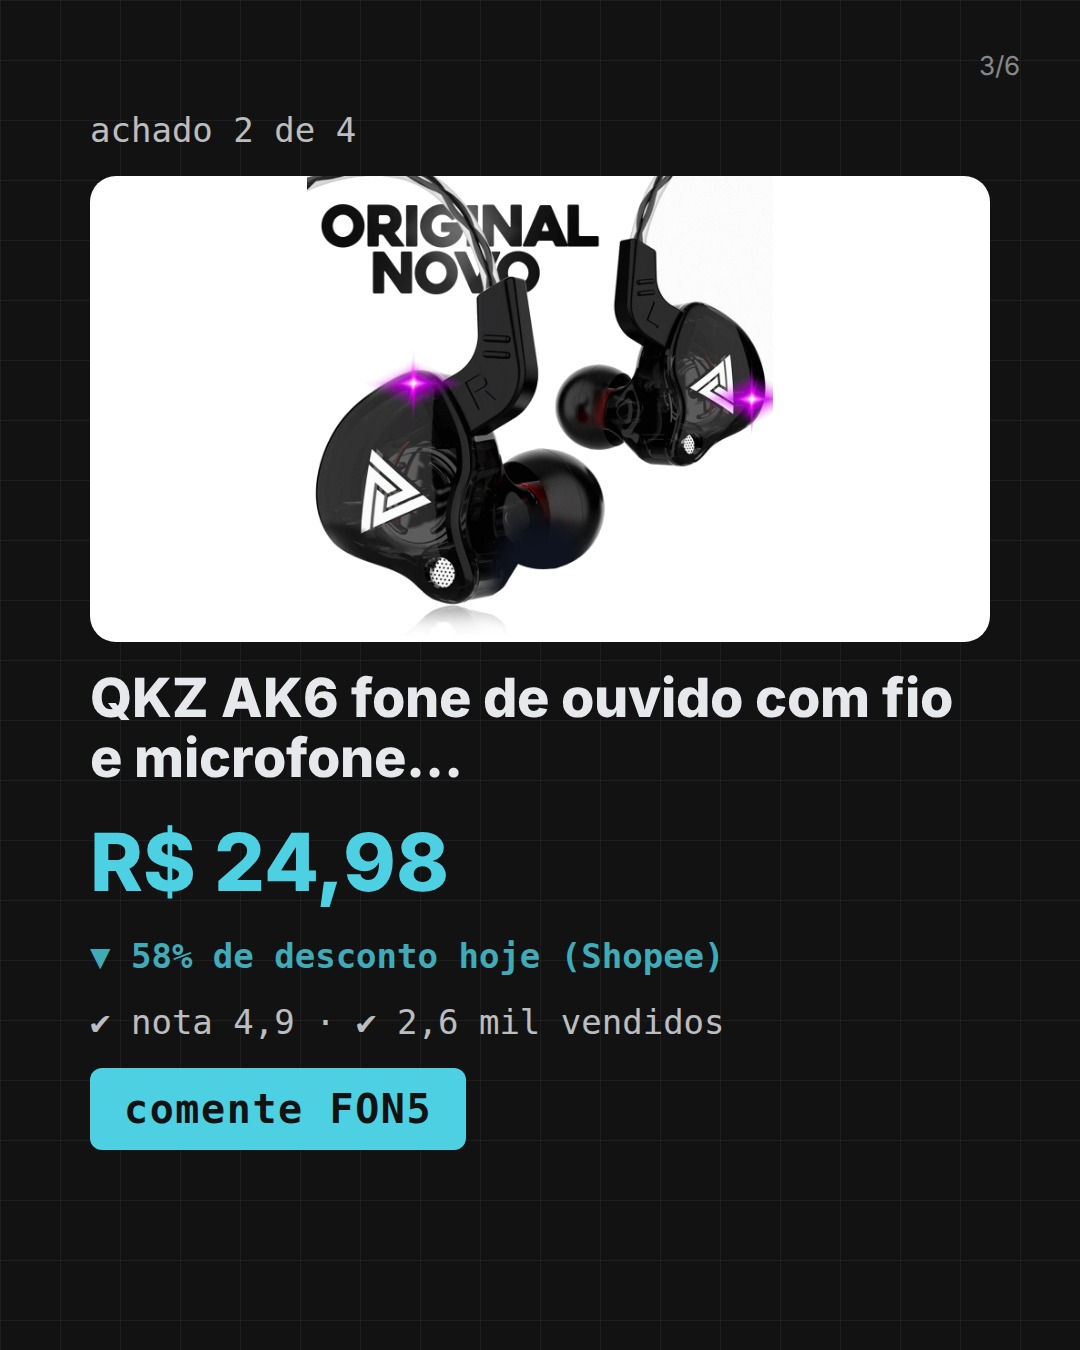 3/6
achado 2 de 4
ORIGINAL
NOVO
R
L
QKZ AK6 fone de ouvido com fio
e microfone...
R$ 24,98
▼ 58% de desconto hoje (Shopee)
✔ nota 4,9 · ✔ 2,6 mil vendidos
comente FON5